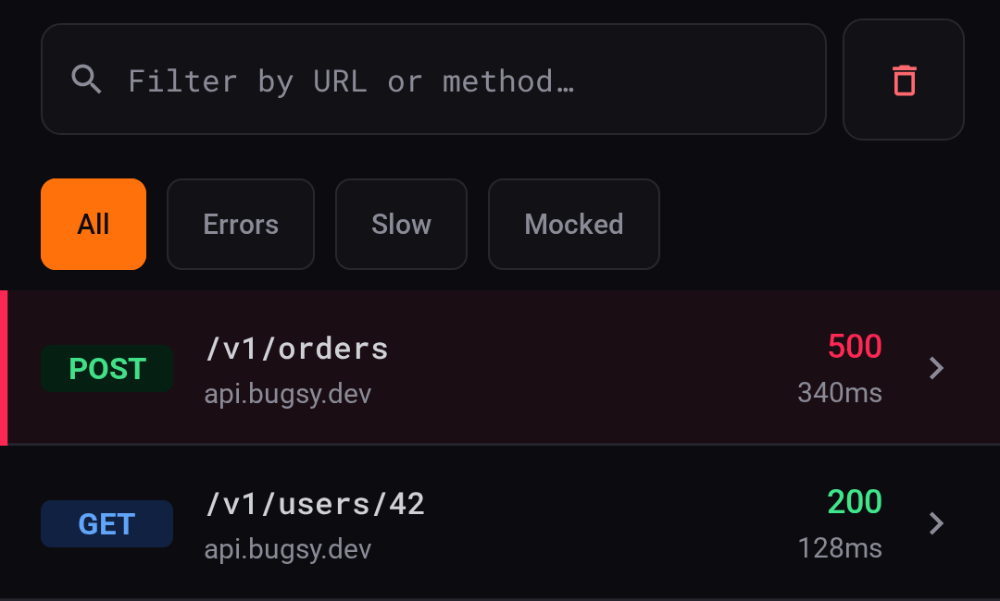 Filter by URL or method…
All
Errors
Slow
Mocked
POST
/v1/orders
api.bugsy.dev
500
340ms
GET
/v1/users/42
api.bugsy.dev
200
128ms